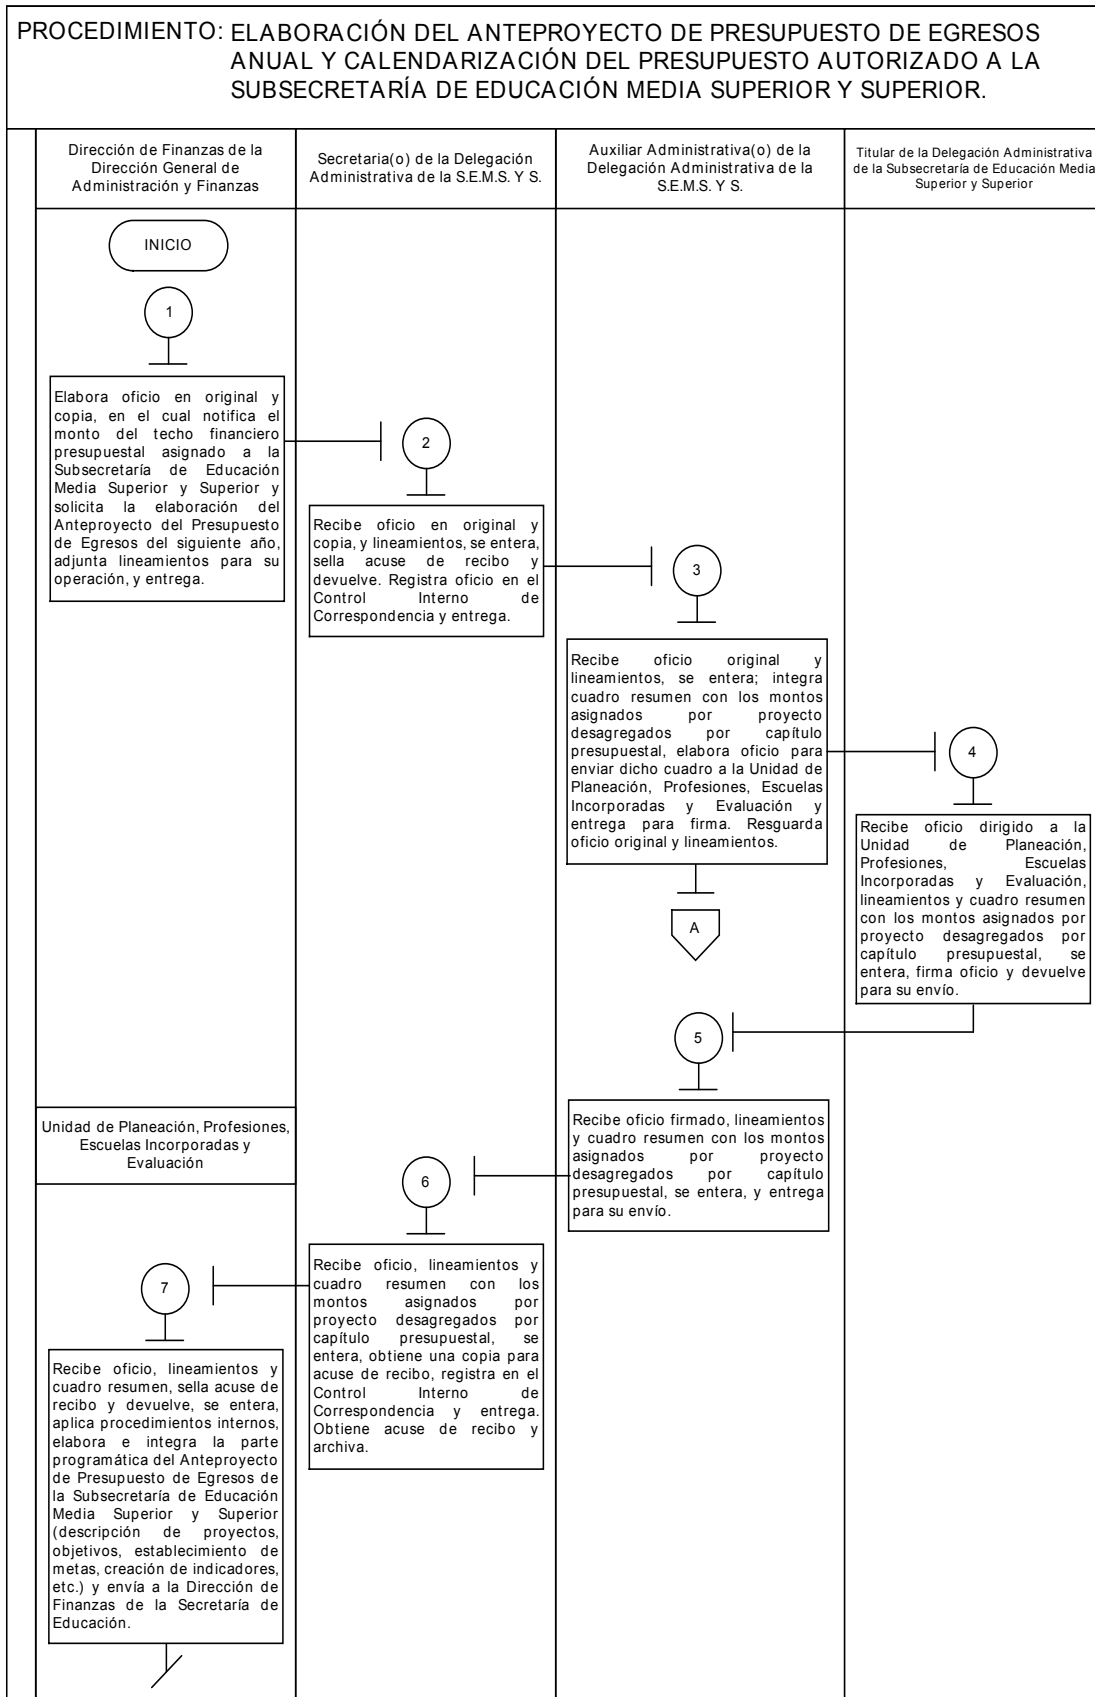 PROCEDIMIENTO: ELABORACIÓN DEL ANTEPROYECTO DE PRESUPUESTO DE EGRESOS
ANUAL Y CALENDARIZACIÓN DEL PRESUPUESTO AUTORIZADO A LA
SUBSECRETARÍA DE EDUCACIÓN MEDIA SUPERIOR Y SUPERIOR.
Dirección de Finanzas de la
Dirección General de
Administración y Finanzas
Secretaria(o) de la Delegación
Administrativa de la S.E.M.S. Y S.
Auxiliar Administrativa(o) de la
Delegación Administrativa de la
S.E.M.S. Y S.
Titular de la Delegación Administrativa
de la Subsecretaría de Educación Media
Superior y Superior
INICIO
1
Elabora oficio en original y
copia, en el cual notifica el
monto del techo financiero
presupuestal asignado a la
Subsecretaría de Educación
Media Superior y Superior y
solicita la elaboración del
Anteproyecto del Presupuesto
de Egresos del siguiente año,
adjunta lineamientos para su
operación, y entrega.
2
Recibe oficio en original y
copia, y lineamientos, se entera,
sella acuse de recibo y
devuelve. Registra oficio en el
Control Interno de
Correspondencia y entrega.
3
Recibe oficio original y
lineamientos, se entera; integra
cuadro resumen con los montos
asignados por proyecto
desagregados por capítulo
presupuestal, elabora oficio para
enviar dicho cuadro a la Unidad de
Planeación, Profesiones, Escuelas
Incorporadas y Evaluación y
entrega para firma. Resguarda
oficio original y lineamientos.
A
4
Recibe oficio dirigido a la
Unidad de Planeación,
Profesiones, Escuelas
Incorporadas y Evaluación,
lineamientos y cuadro resumen
con los montos asignados por
proyecto desagregados por
capítulo presupuestal, se
entera, firma oficio y devuelve
para su envío.
5
Recibe oficio firmado, lineamientos
y cuadro resumen con los montos
asignados por proyecto
desagregados por capítulo
presupuestal, se entera, y entrega
para su envío.
6
Recibe oficio, lineamientos y
cuadro resumen con los
montos asignados por
proyecto desagregados por
capítulo presupuestal, se
entera, obtiene una copia para
acuse de recibo, registra en el
Control Interno de
Correspondencia y entrega.
Obtiene acuse de recibo y
archiva.
Unidad de Planeación, Profesiones,
Escuelas Incorporadas y
Evaluación
7
Recibe oficio, lineamientos y
cuadro resumen, sella acuse de
recibo y devuelve, se entera,
aplica procedimientos internos,
elabora e integra la parte
programática del Anteproyecto
de Presupuesto de Egresos de
la Subsecretaría de Educación
Media Superior y Superior
(descripción de proyectos,
objetivos, establecimiento de
metas, creación de indicadores,
etc.) y envía a la Dirección de
Finanzas de la Secretaría de
Educación.